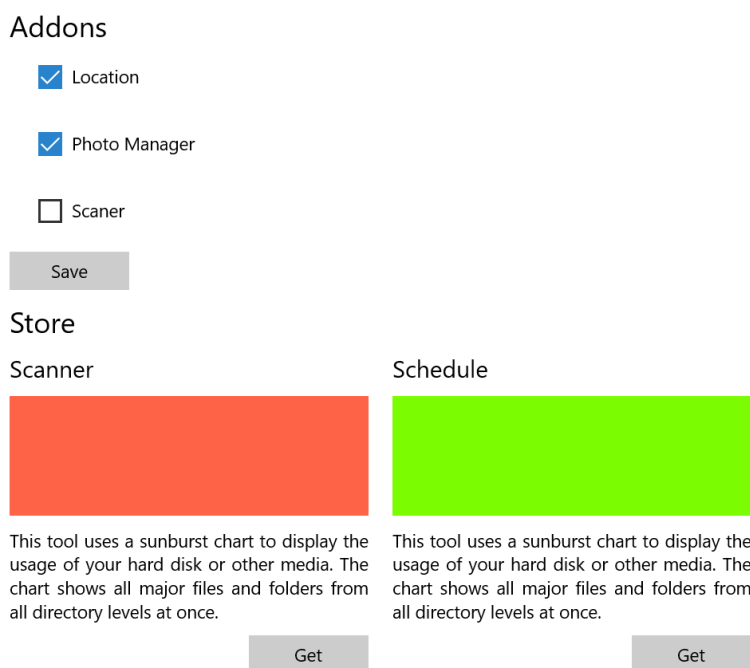 Addons
Location
Photo Manager
Scaner
Save
Store
Scanner
This tool uses a sunburst chart to display the
usage of your hard disk or other media. The
chart shows all major files and folders from
all directory levels at once.
Get
Schedule
This tool uses a sunburst chart to display the
usage of your hard disk or other media. The
chart shows all major files and folders from
all directory levels at once.
Get